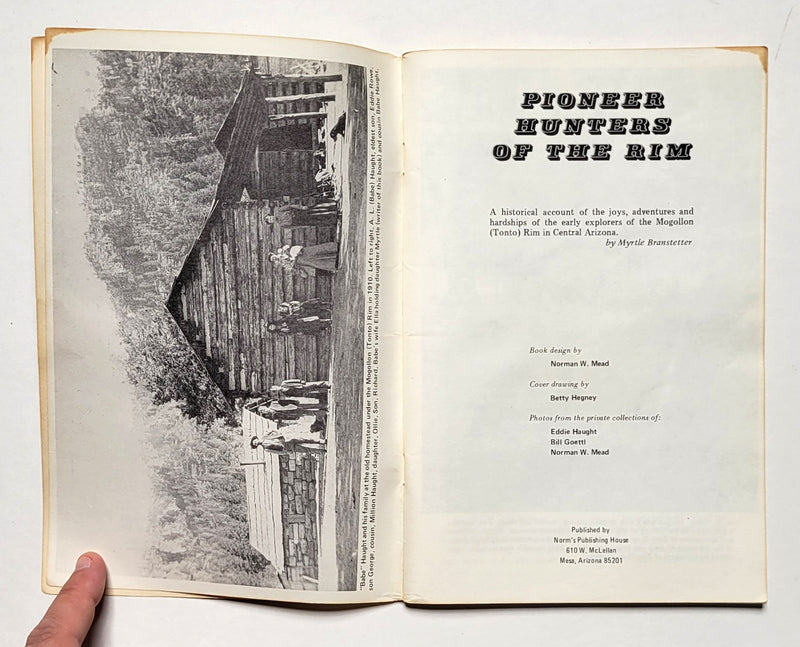 "Babe" Haught and his family at the old homestead under the Mogollon (Tonto) Rim in 1910. Left to right, A. L. (Babe) Haught, eldest son, Eddie Rowe,
son George, cousin, Million Haught, daughter, Ollie, Son, Richard, Babe's wife Ella holding daughter Myrtle (writer of this book) and cousin Babe Haught.
PIONEER
HUNTERS
OF THE RIM
A historical account of the joys, adventures and
hardships of the early explorers of the Mogollon
(Tonto) Rim in Central Arizona.
by Myrtle Branstetter
Book design by
Norman W. Mead
Cover drawing by
Betty Hegney
Photos from the private collections of:
Eddie Haught
Bill Goettl
Norman W. Mead
Published by
Norm's Publishing House
610 W. McLellan
Mesa, Arizona 85201